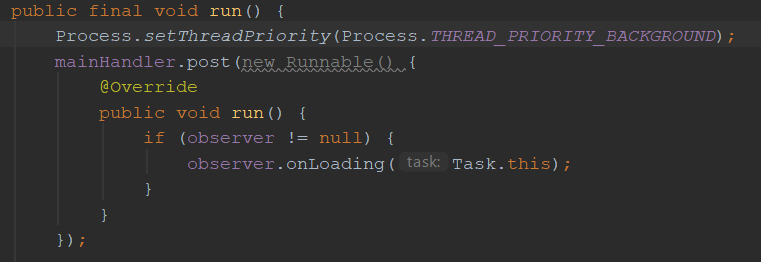 public final void run() {
    Process.setThreadPriority(Process.THREAD_PRIORITY_BACKGROUND);
    mainHandler.post(new Runnable() {
        @Override
        public void run() {
            if (observer != null) {
                observer.onLoading( task: Task.this);
            }
        }
    });